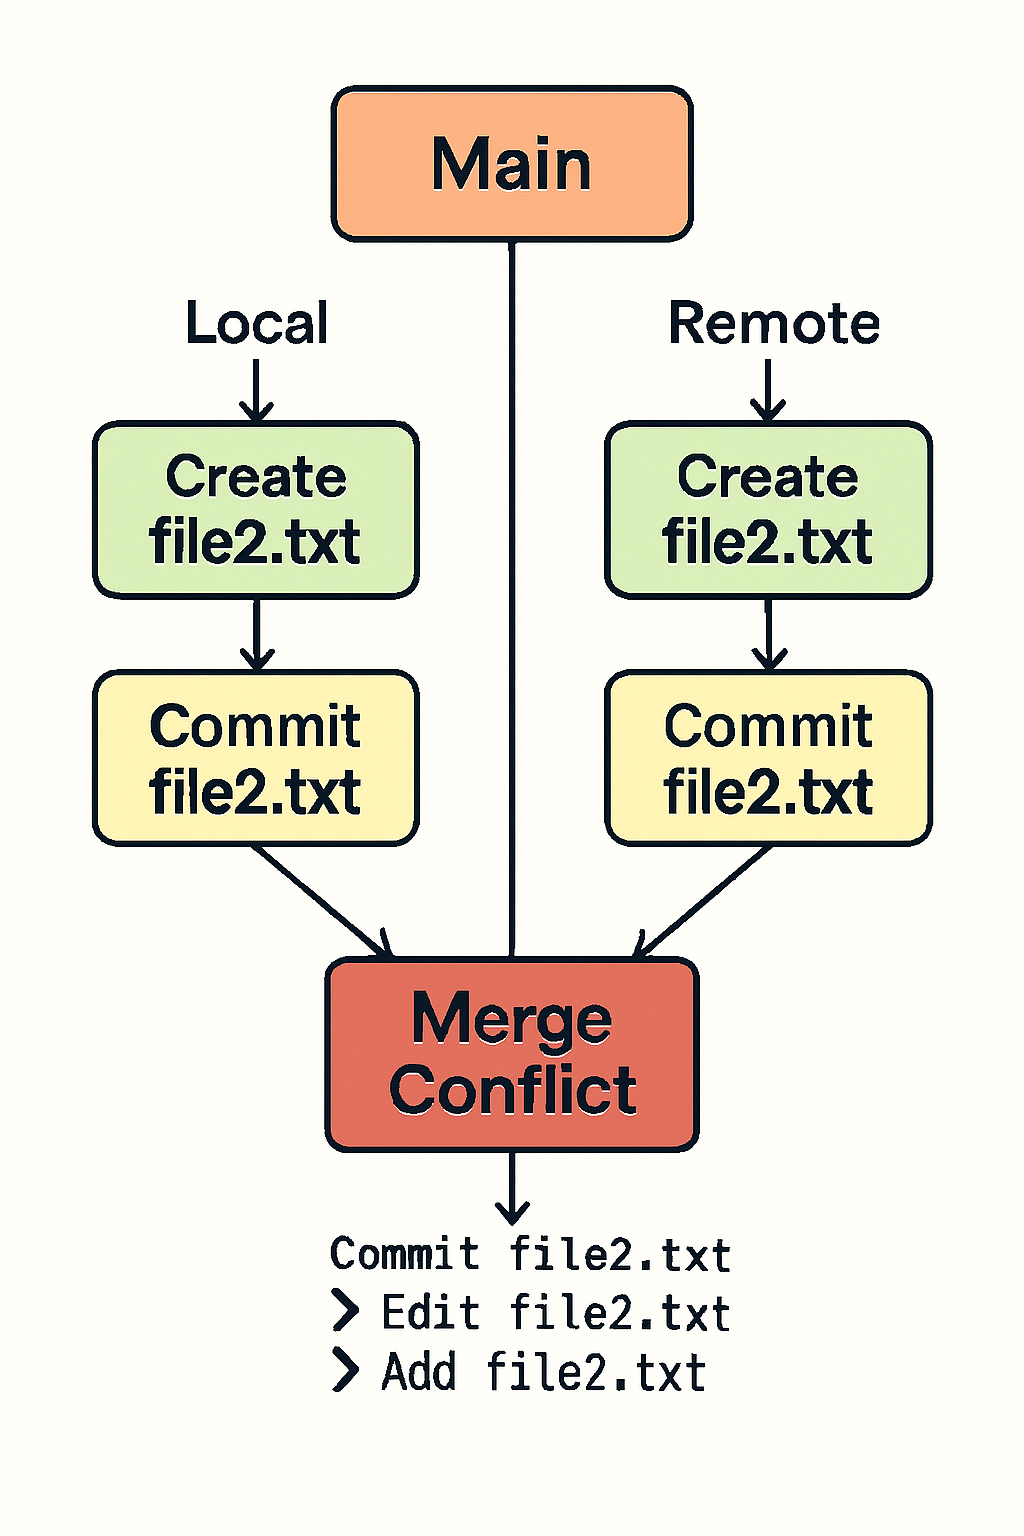 Main
Local
Remote
Create
file2.txt
Create
file2.txt
Commit
file2.txt
Commit
file2.txt
Merge
Conflict
Commit file2.txt
> Edit file2.txt
> Add file2.txt